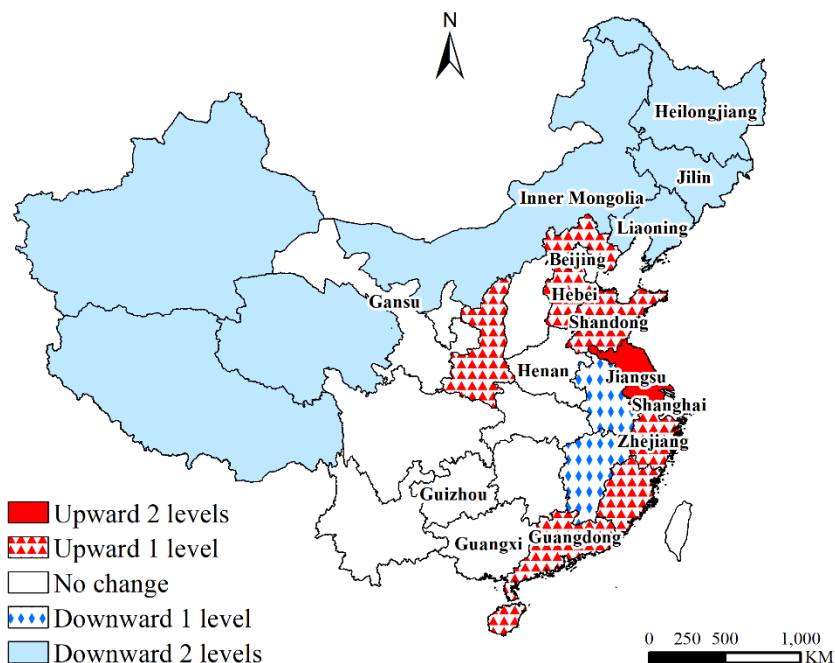 N
Heilongjiang
Jilin
Inner Mongolia
Liaoning
Beijing
Gansu
Hebei
Shandong
Henan
Jiangsu
Shanghai
Zhejiang
Guizhou
Guangxi
Guangdong
Upward 2 levels
Upward 1 level
No change
Downward 1 level
Downward 2 levels
0 250 500 1,000
KM